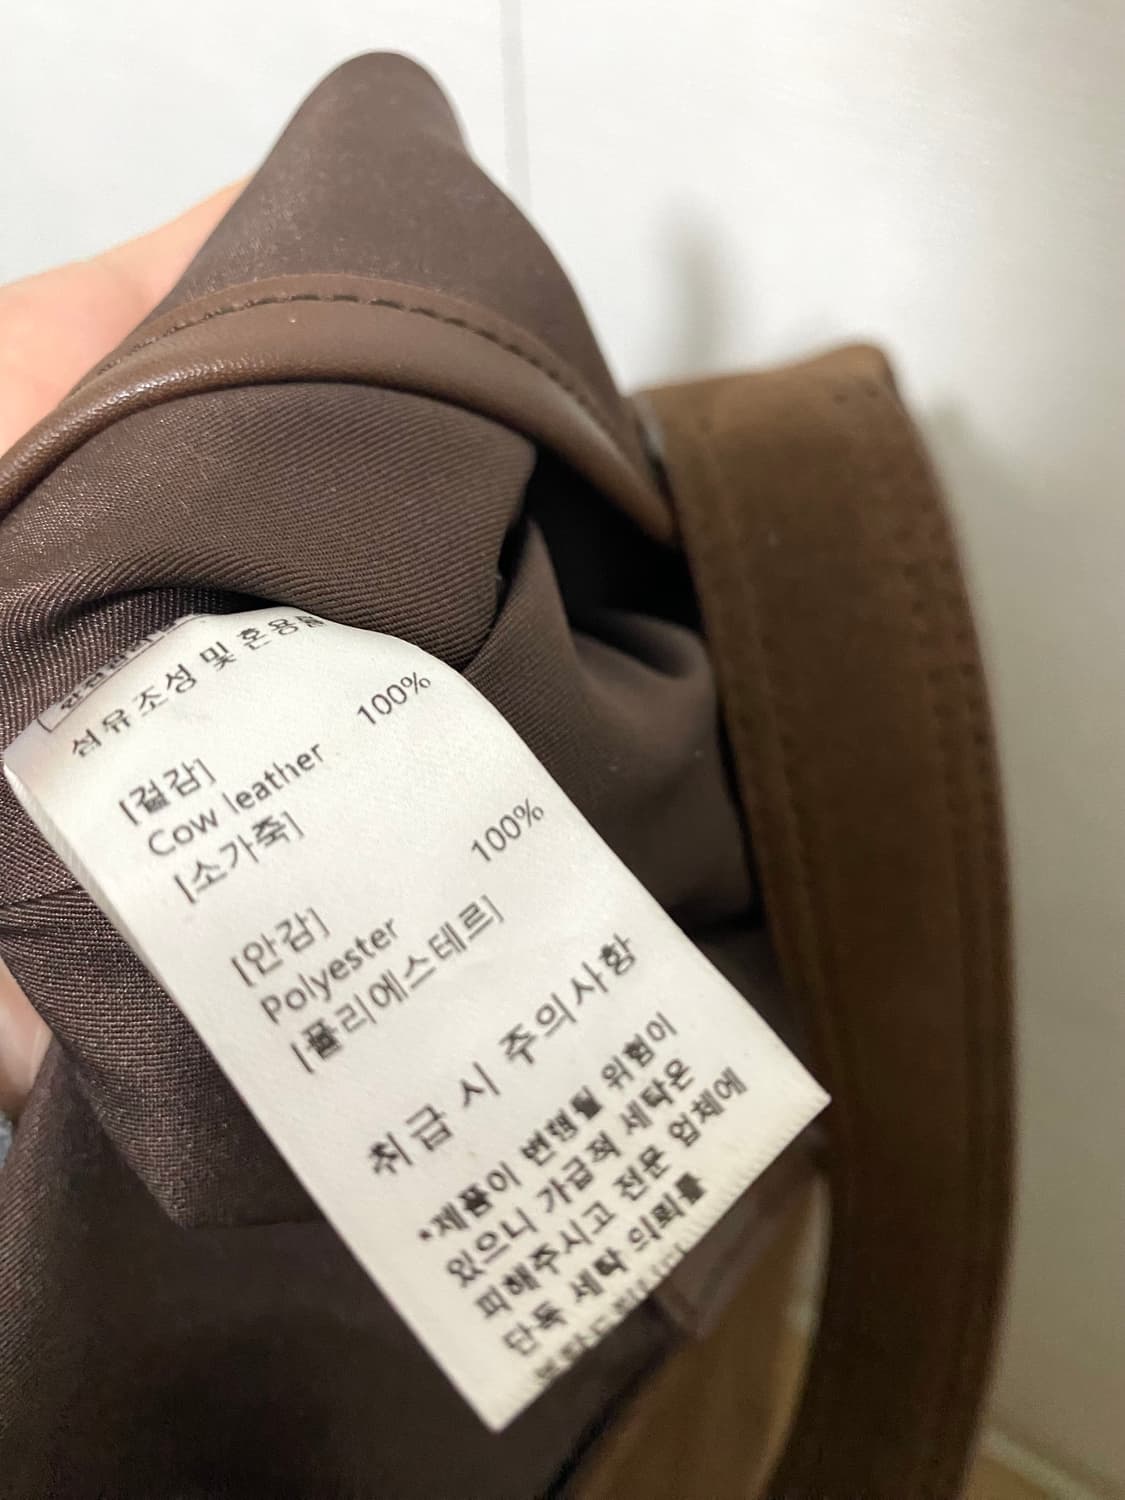 섬유조성 및 혼용률
[겉감]
Cow leather 100%
[소가죽]
[안감]
Polyester 100%
[폴리에스테르]
취급 시 주의사항
*제품이 변형될 위험이
있으니 가급적 세탁은
피해주시고 전문 업체에
단독 세탁 의뢰를